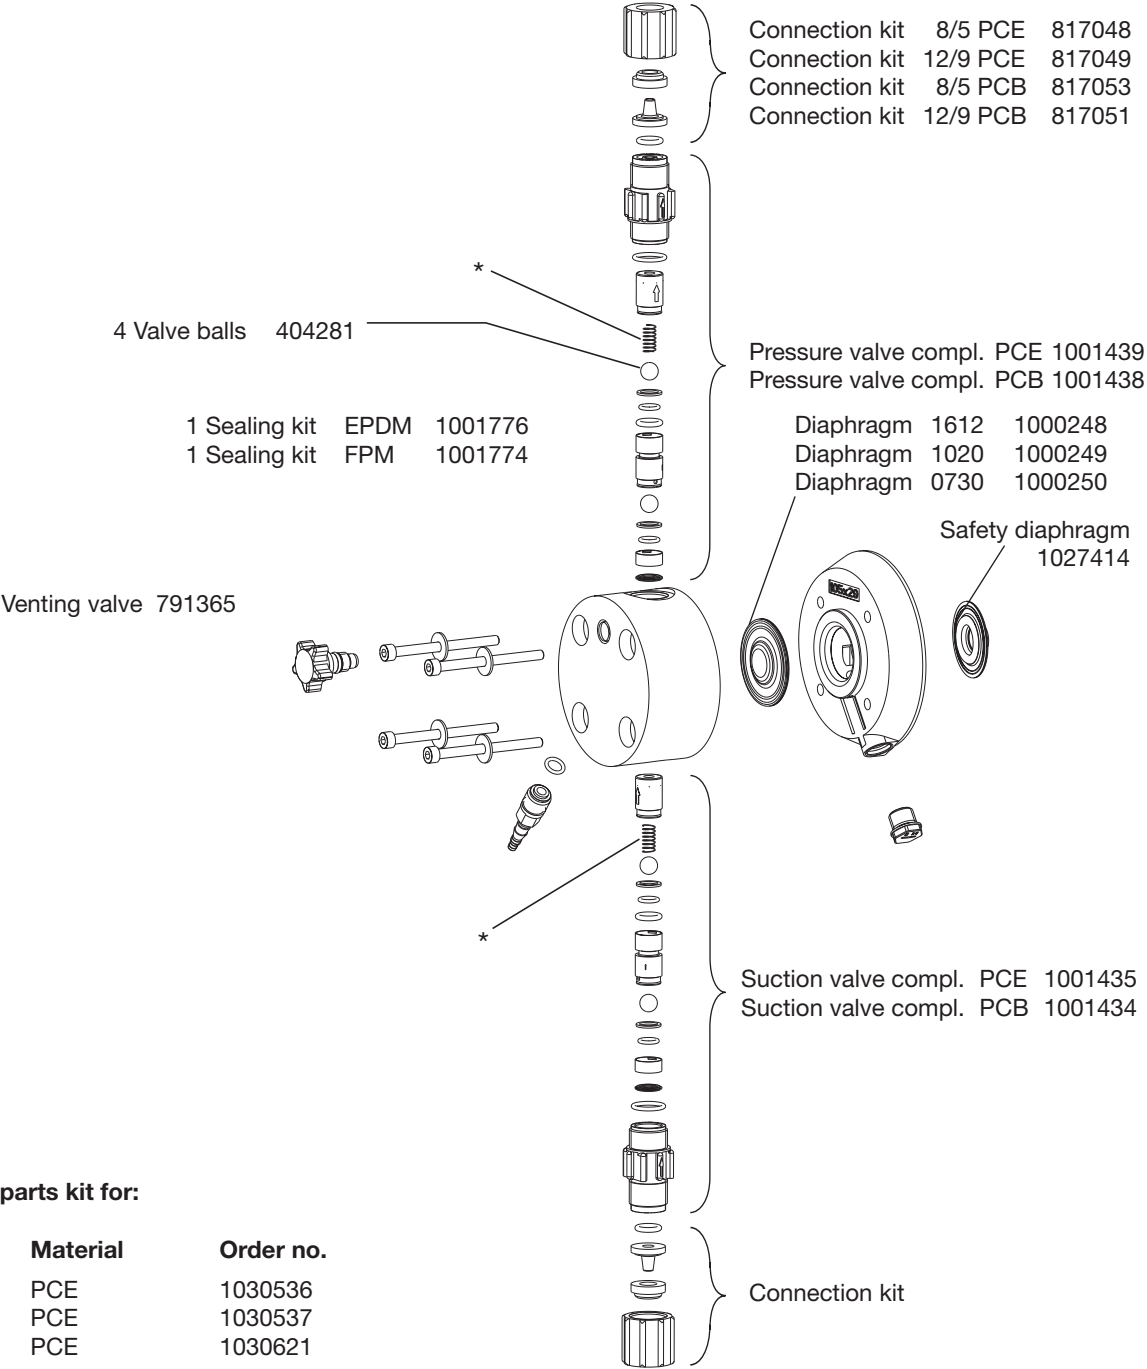 Connection kit 8/5 PCE 817048
Connection kit 12/9 PCE 817049
Connection kit 8/5 PCB 817053
Connection kit 12/9 PCB 817051
*
4 Valve balls 404281
Pressure valve compl. PCE 1001439
Pressure valve compl. PCB 1001438
1 Sealing kit EPDM 1001776
1 Sealing kit FPM 1001774
Diaphragm 1612 1000248
Diaphragm 1020 1000249
Diaphragm 0730 1000250
Safety diaphragm
1027414
Venting valve 791365
*
Suction valve compl. PCE 1001435
Suction valve compl. PCB 1001434
parts kit for:
Material Order no.
PCE 1030536
PCE 1030537
PCE 1030621
Connection kit